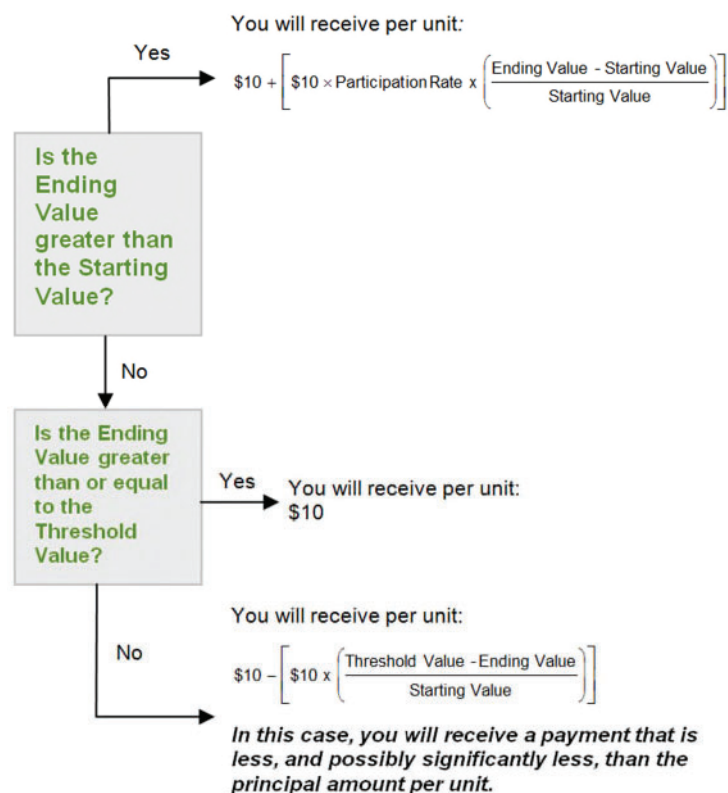 You will receive per unit:
Yes
$10 + [ $10 × Participation Rate x ( Ending Value - Starting Value / Starting Value ) ]
Is the
Ending
Value
greater than
the Starting
Value?
No
Is the Ending
Value greater
than or equal
to the
Threshold
Value?
Yes
You will receive per unit:
$10
You will receive per unit:
No
$10 – [ $10 x ( Threshold Value - Ending Value / Starting Value ) ]
In this case, you will receive a payment that is
less, and possibly significantly less, than the
principal amount per unit.